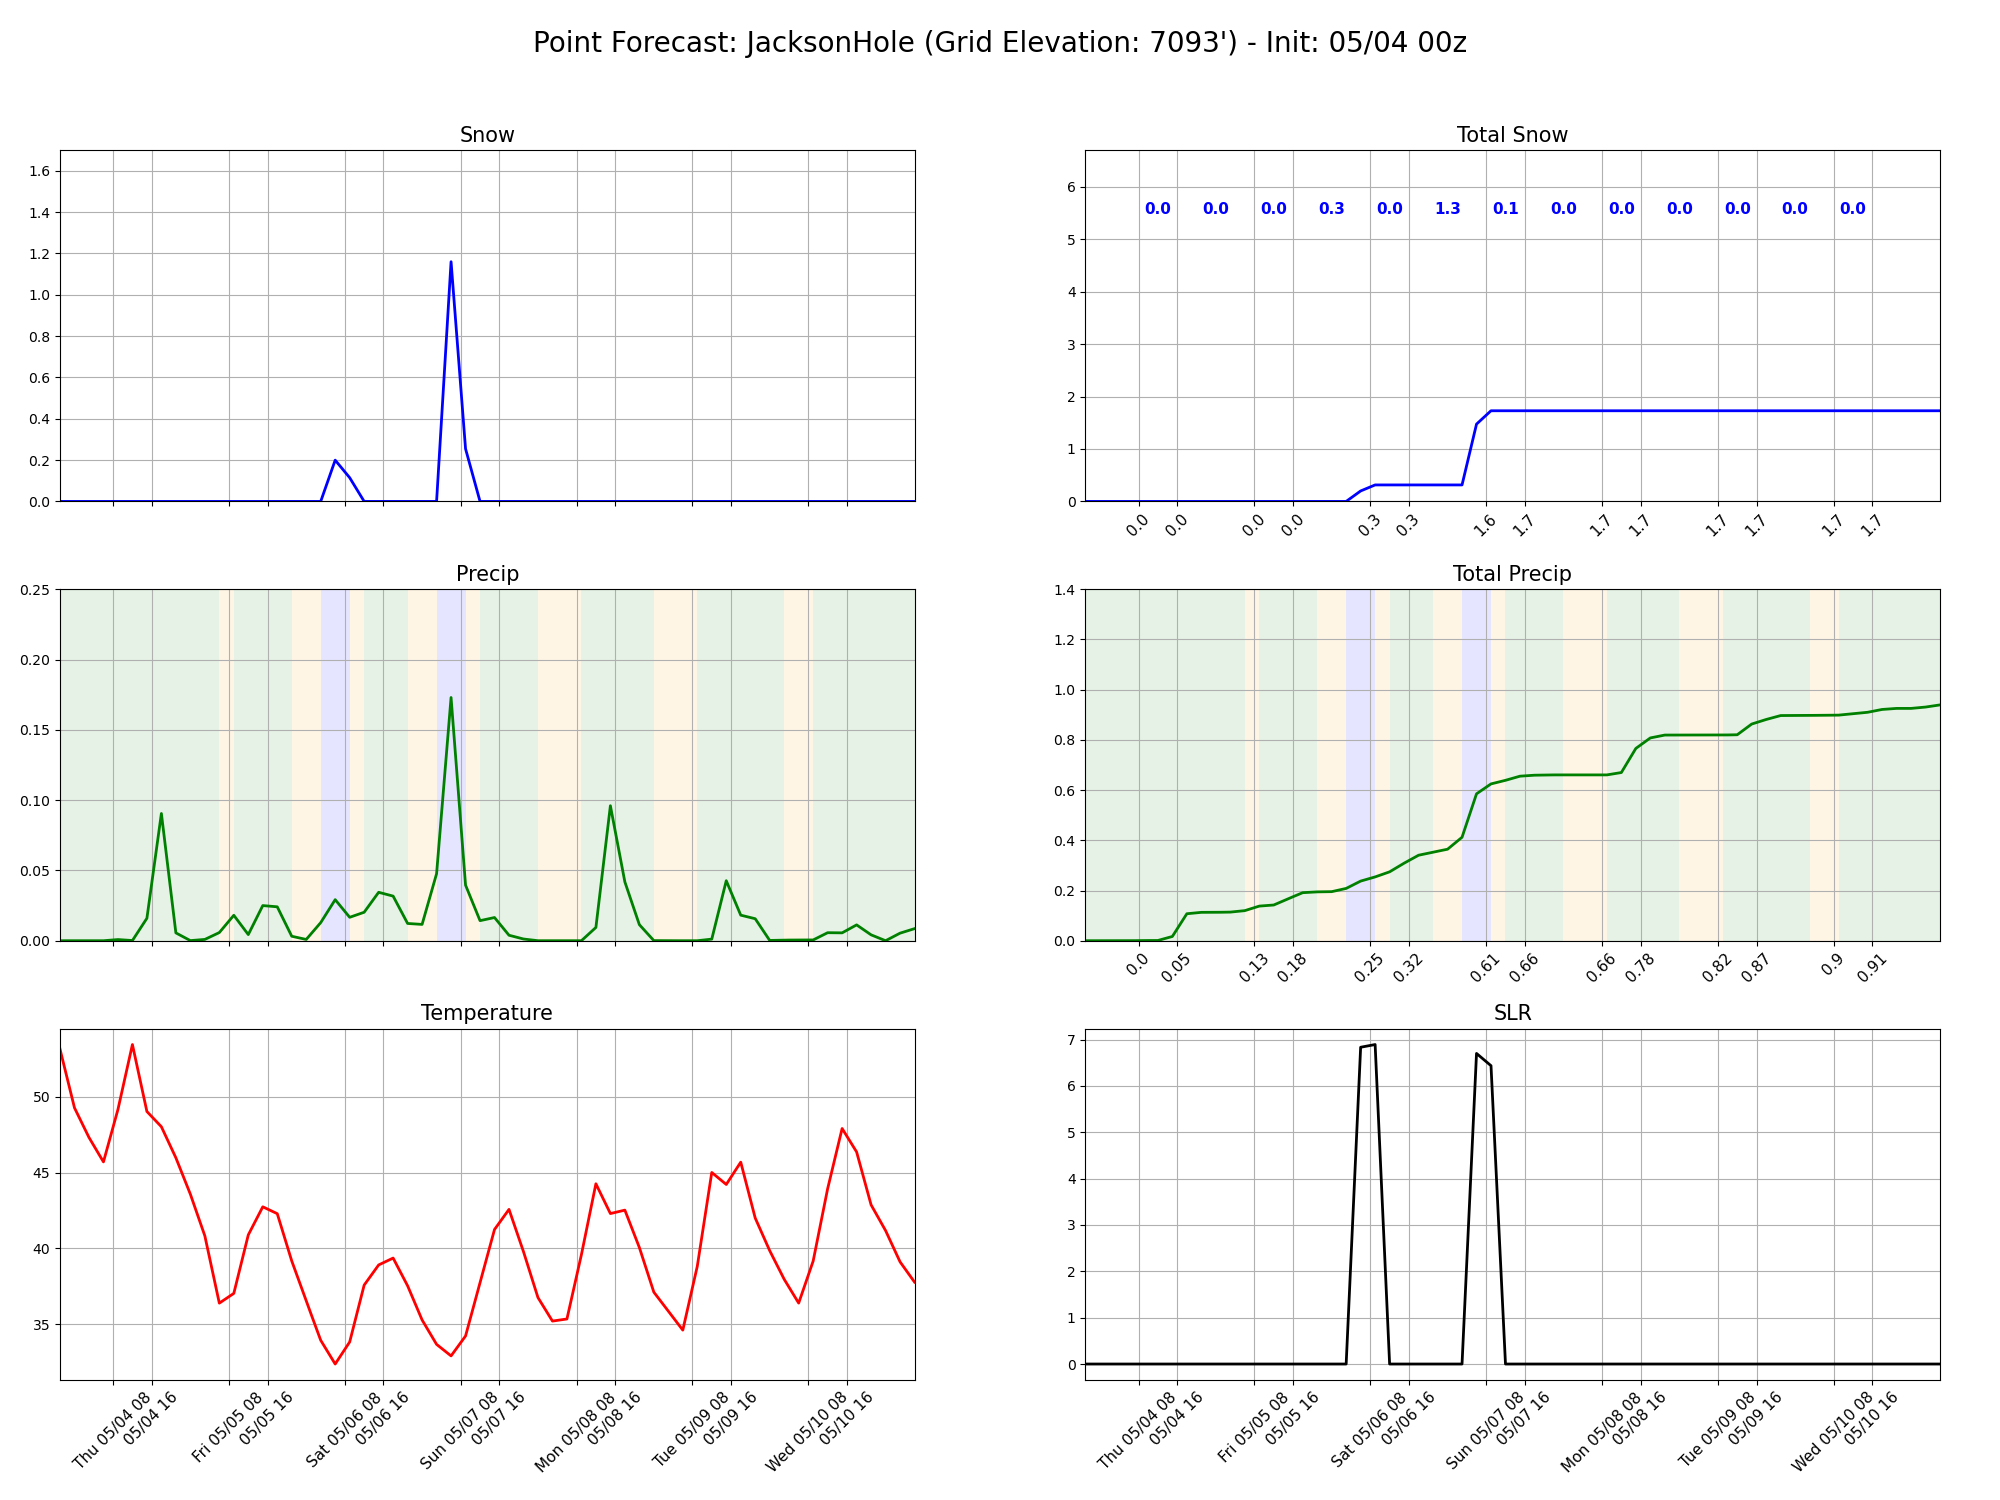 Point Forecast: JacksonHole (Grid Elevation: 7093') - Init: 05/04 00z
Snow
1.6
1.4
1.2
1.0
0.8
0.6
0.4
0.2
0.0
Total Snow
6
5
4
3
2
1
0
0.0 0.0 0.0 0.3 0.0 1.3 0.1 0.0 0.0 0.0 0.0 0.0 0.0
0.0 0.0 0.0 0.0 0.3 0.3 1.6 1.7 1.7 1.7 1.7 1.7 1.7 1.7
Precip
0.25
0.20
0.15
0.10
0.05
0.00
Total Precip
1.4
1.2
1.0
0.8
0.6
0.4
0.2
0.0
0.0 0.05 0.13 0.18 0.25 0.32 0.61 0.66 0.66 0.78 0.82 0.87 0.9 0.91
Temperature
50
45
40
35
Thu 05/04 08
05/04 16
Fri 05/05 08
05/05 16
Sat 05/06 08
05/06 16
Sun 05/07 08
05/07 16
Mon 05/08 08
05/08 16
Tue 05/09 08
05/09 16
Wed 05/10 08
05/10 16
SLR
7
6
5
4
3
2
1
0
Thu 05/04 08
05/04 16
Fri 05/05 08
05/05 16
Sat 05/06 08
05/06 16
Sun 05/07 08
05/07 16
Mon 05/08 08
05/08 16
Tue 05/09 08
05/09 16
Wed 05/10 08
05/10 16